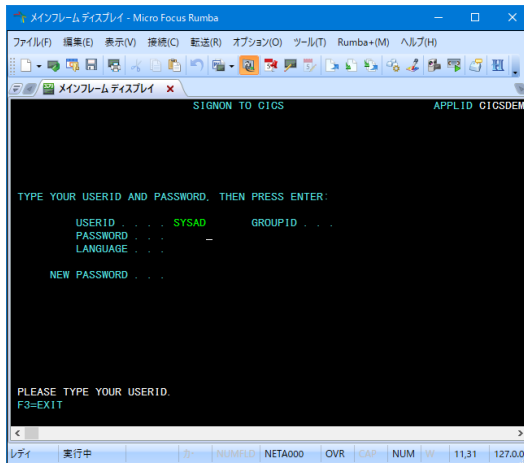 メインフレーム ディスプレイ - Micro Focus Rumba
ファイル(F) 編集(E) 表示(V) 接続(C) 転送(R) オプション(O) ツール(T) Rumba+(M) ヘルプ(H)
メインフレーム ディスプレイ
SIGNON TO CICS APPLID CICSDEM
TYPE YOUR USERID AND PASSWORD, THEN PRESS ENTER:
USERID . . . . SYSAD GROUPID . . .
PASSWORD . . . _
LANGUAGE . . .
NEW PASSWORD . . .
PLEASE TYPE YOUR USERID.
F3=EXIT
レディ 実行中 カー NUMFLD NETA000 OVR CAP NUM W 11,31 127.0.0